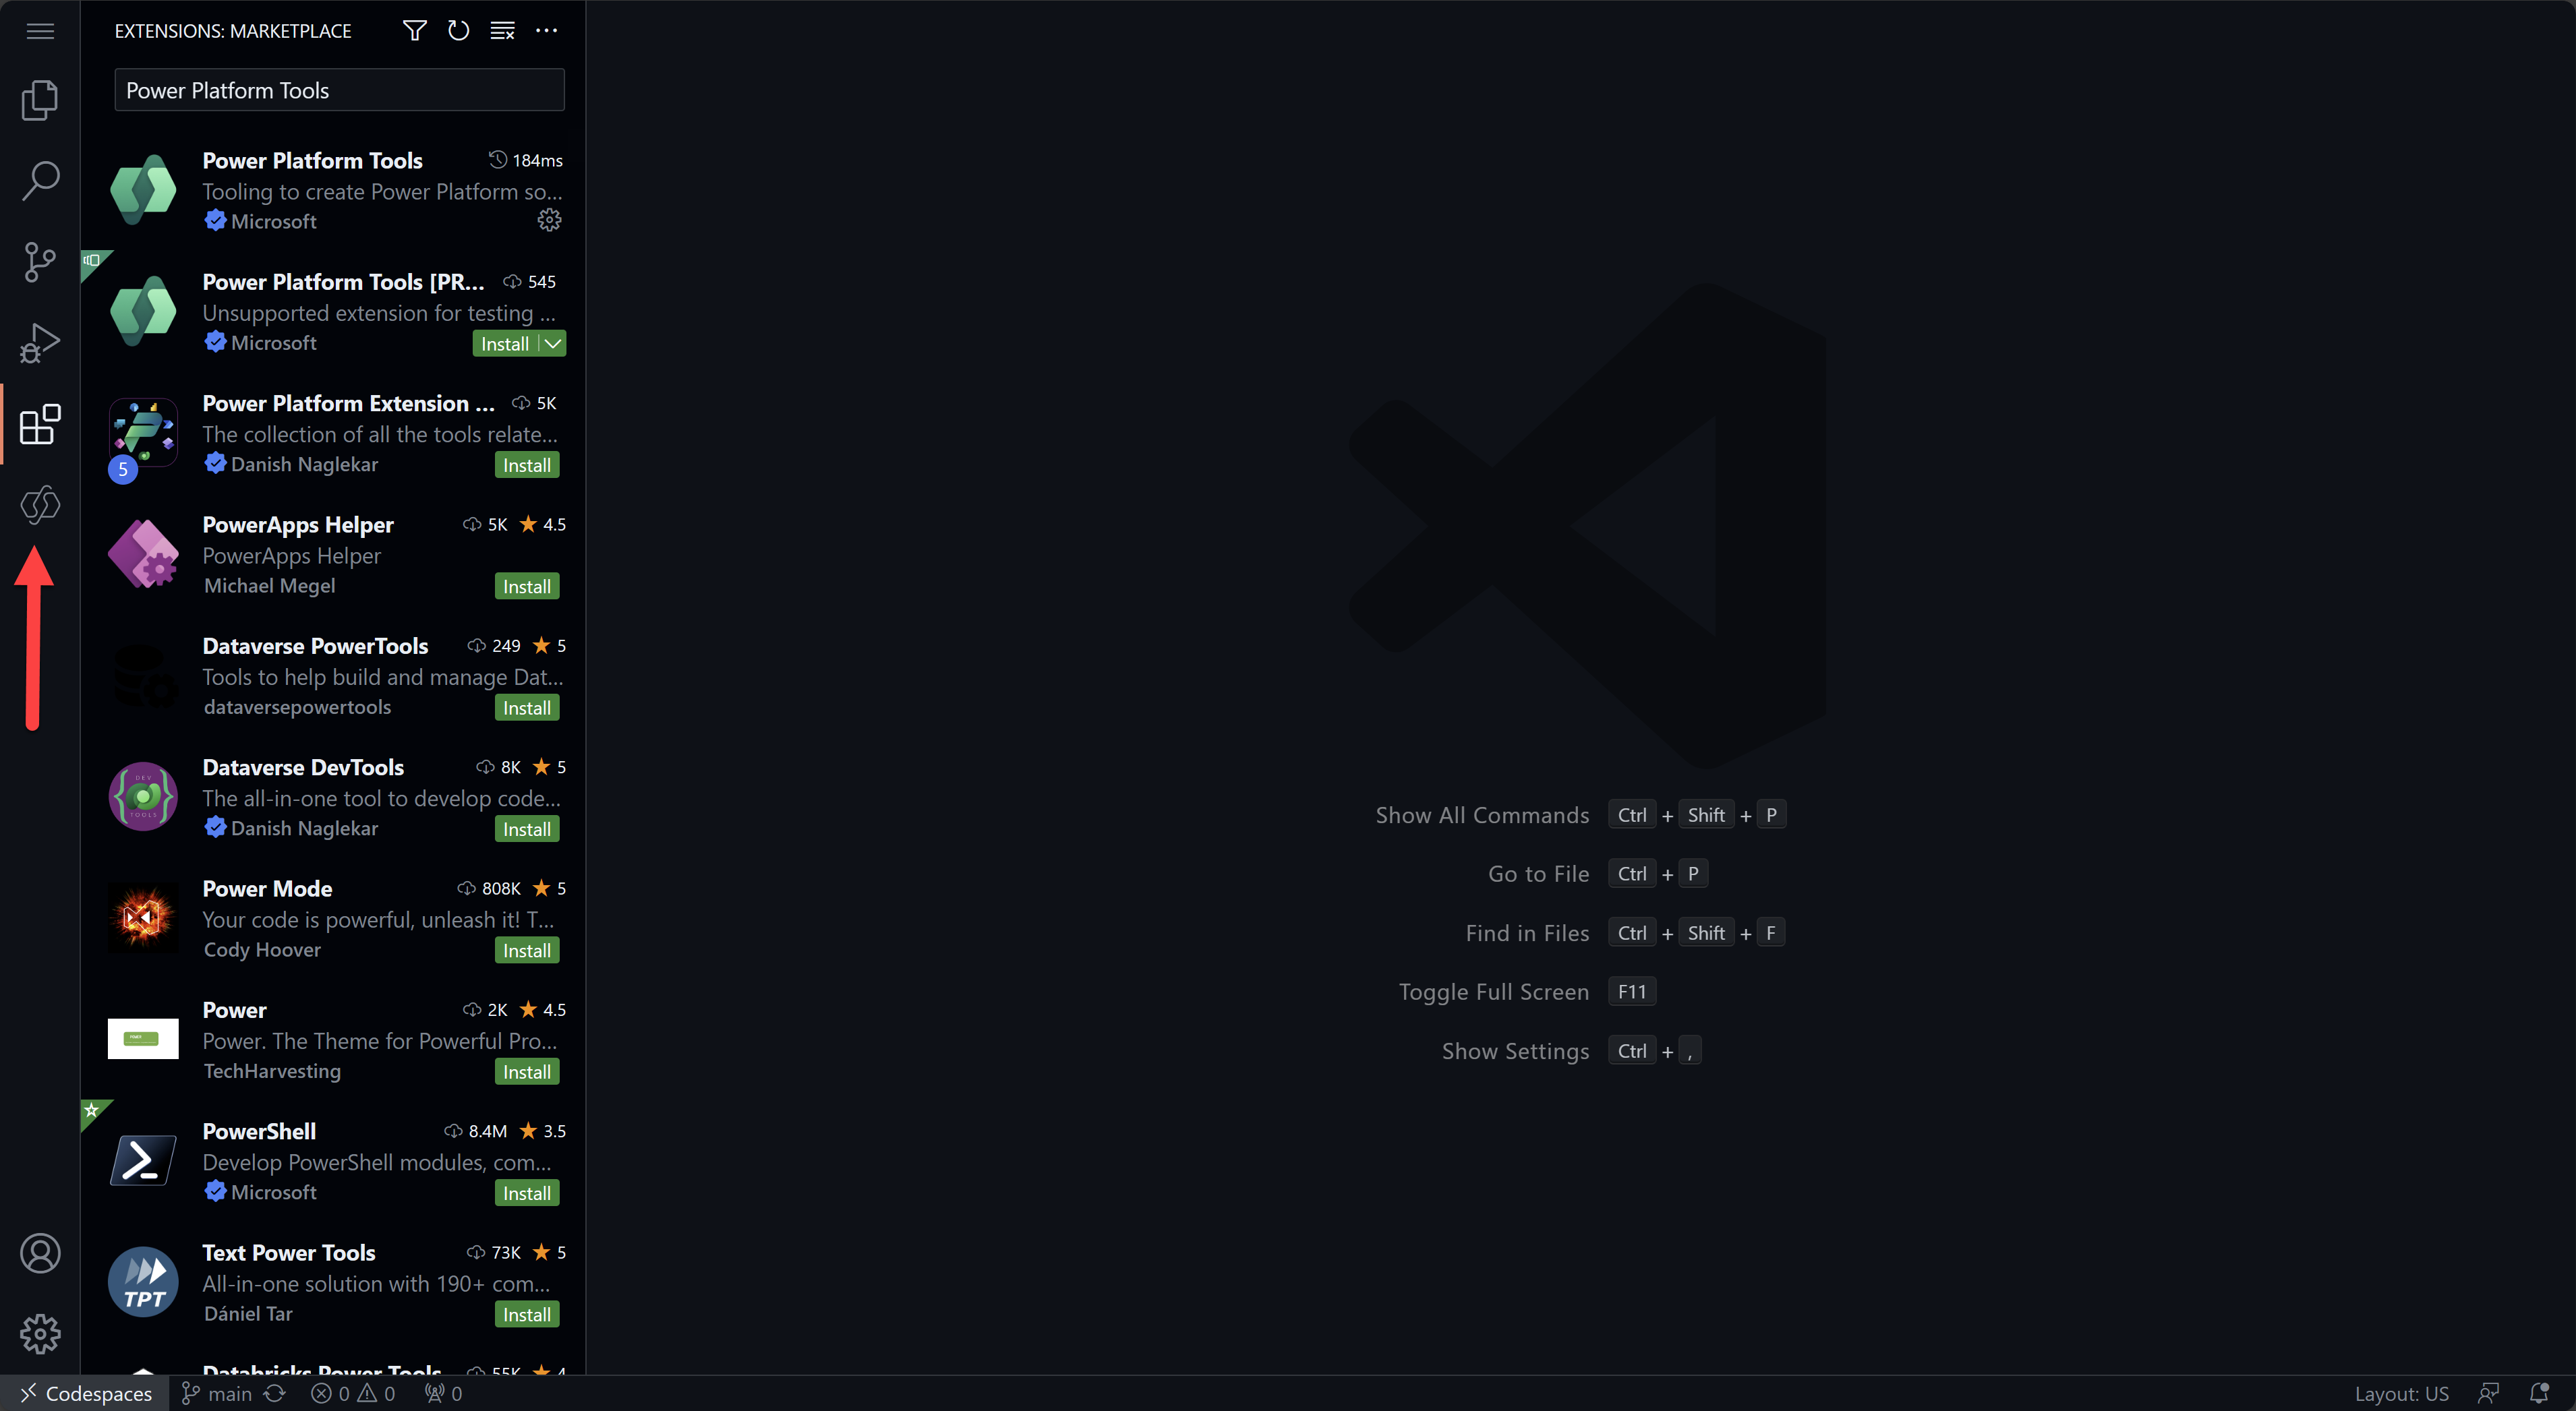 EXTENSIONS: MARKETPLACE
Power Platform Tools
Power Platform Tools 184ms
Tooling to create Power Platform so...
Microsoft
Power Platform Tools [PR... 545
Unsupported extension for testing ...
Microsoft Install
Power Platform Extension ... 5K
The collection of all the tools relate...
5 Danish Naglekar Install
PowerApps Helper 5K 4.5
PowerApps Helper
Michael Megel Install
Dataverse PowerTools 249 5
Tools to help build and manage Dat...
dataversepowertools Install
Dataverse DevTools 8K 5
DEV TOOLS
The all-in-one tool to develop code...
Danish Naglekar Install
Power Mode 808K 5
Your code is powerful, unleash it! T...
Cody Hoover Install
Power 2K 4.5
Power. The Theme for Powerful Pro...
TechHarvesting Install
PowerShell 8.4M 3.5
Develop PowerShell modules, com...
Microsoft Install
Text Power Tools 73K 5
All-in-one solution with 190+ com...
TPT
Dániel Tar Install
Databricks Power Tools 55K 4
Show All Commands Ctrl + Shift + P
Go to File Ctrl + P
Find in Files Ctrl + Shift + F
Toggle Full Screen F11
Show Settings Ctrl + ,
Codespaces main 0 0 0 Layout: US